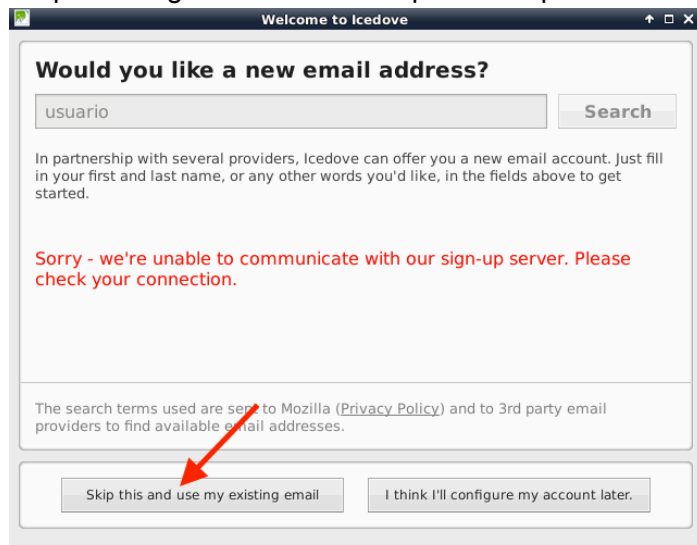 Welcome to Icedove
Would you like a new email address?
usuario
Search
In partnership with several providers, Icedove can offer you a new email account. Just fill
in your first and last name, or any other words you'd like, in the fields above to get
started.
Sorry - we're unable to communicate with our sign-up server. Please
check your connection.
The search terms used are sent to Mozilla (Privacy Policy) and to 3rd party email
providers to find available email addresses.
Skip this and use my existing email
I think I'll configure my account later.